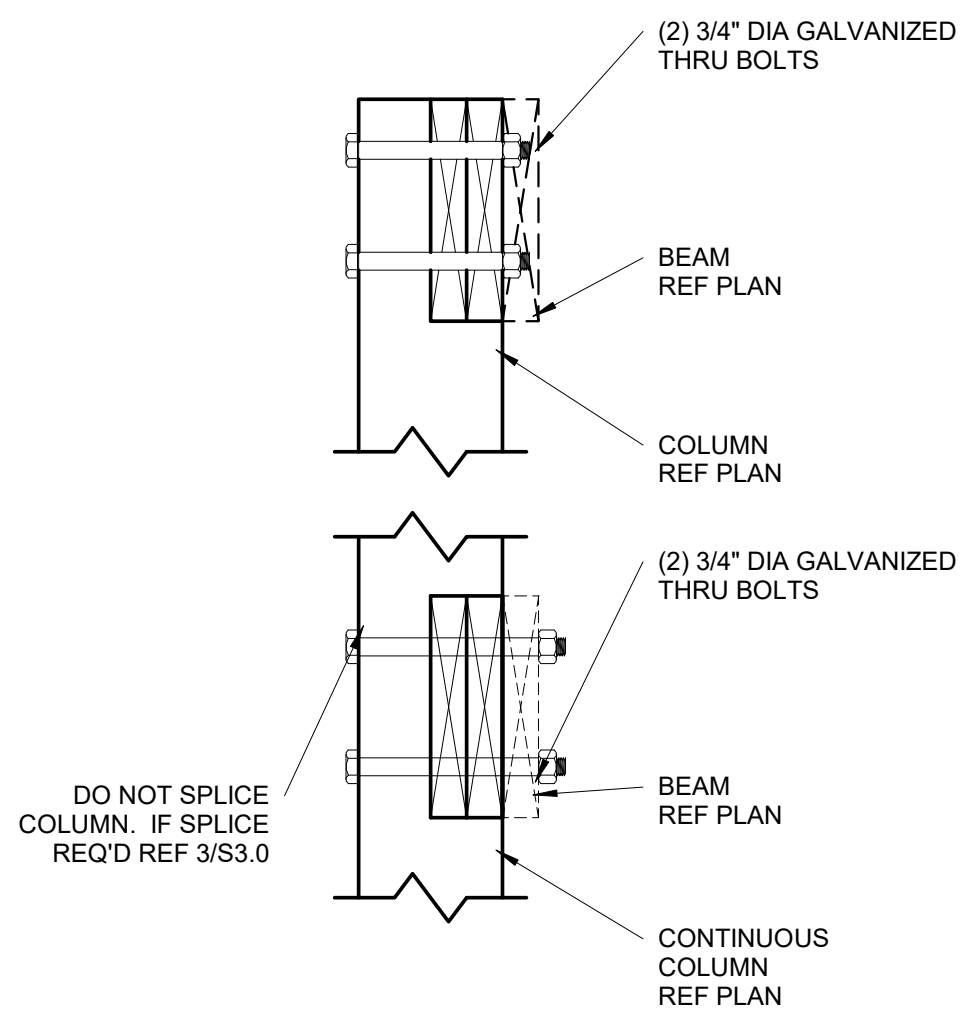 (2) 3/4" DIA GALVANIZED
THRU BOLTS
BEAM
REF PLAN
COLUMN
REF PLAN
(2) 3/4" DIA GALVANIZED
THRU BOLTS
BEAM
REF PLAN
DO NOT SPLICE
COLUMN. IF SPLICE
REQ'D REF 3/S3.0
CONTINUOUS
COLUMN
REF PLAN